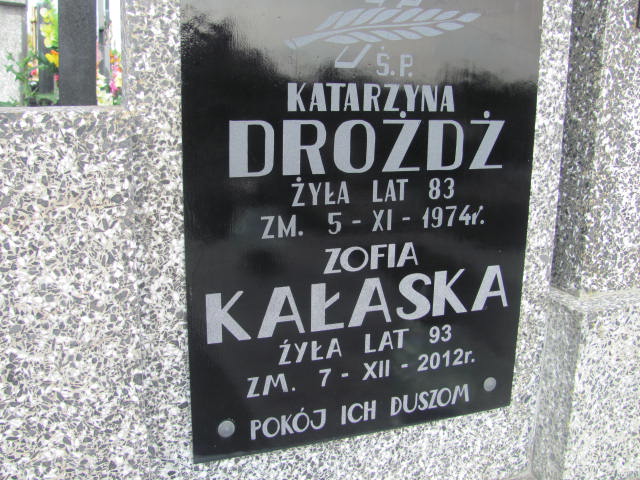 Ś.P.
KATARZYNA
DROŻDŻ
ŻYŁA LAT 83
ZM. 5-XI-1974r.
ZOFIA
KAŁASKA
ŻYŁA LAT 93
ZM. 7-XII-2012r.
POKÓJ ICH DUSZOM